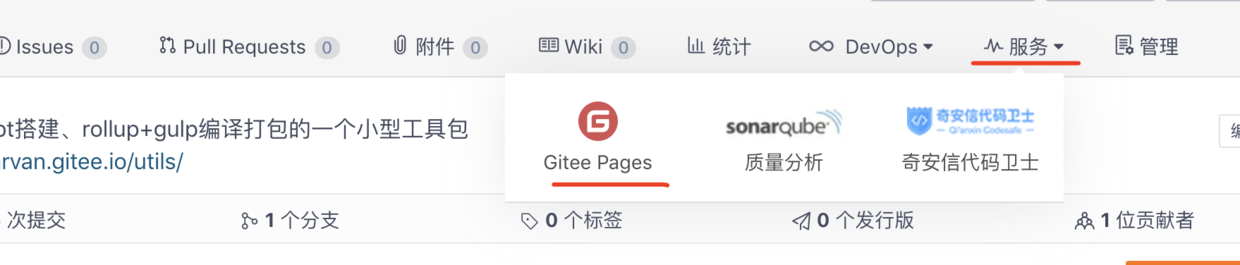 Issues 0 Pull Requests 0 附件 0 Wiki 0 统计 DevOps 服务 管理
pt搭建、rollup+gulp编译打包的一个小型工具包
rvan.gitee.io/utils/
G
Gitee Pages
sonarqube
质量分析
奇安信代码卫士
Qi'anxin Codesafe
奇安信代码卫士
次提交 1 个分支 0 个标签 0 个发行版 1 位贡献者